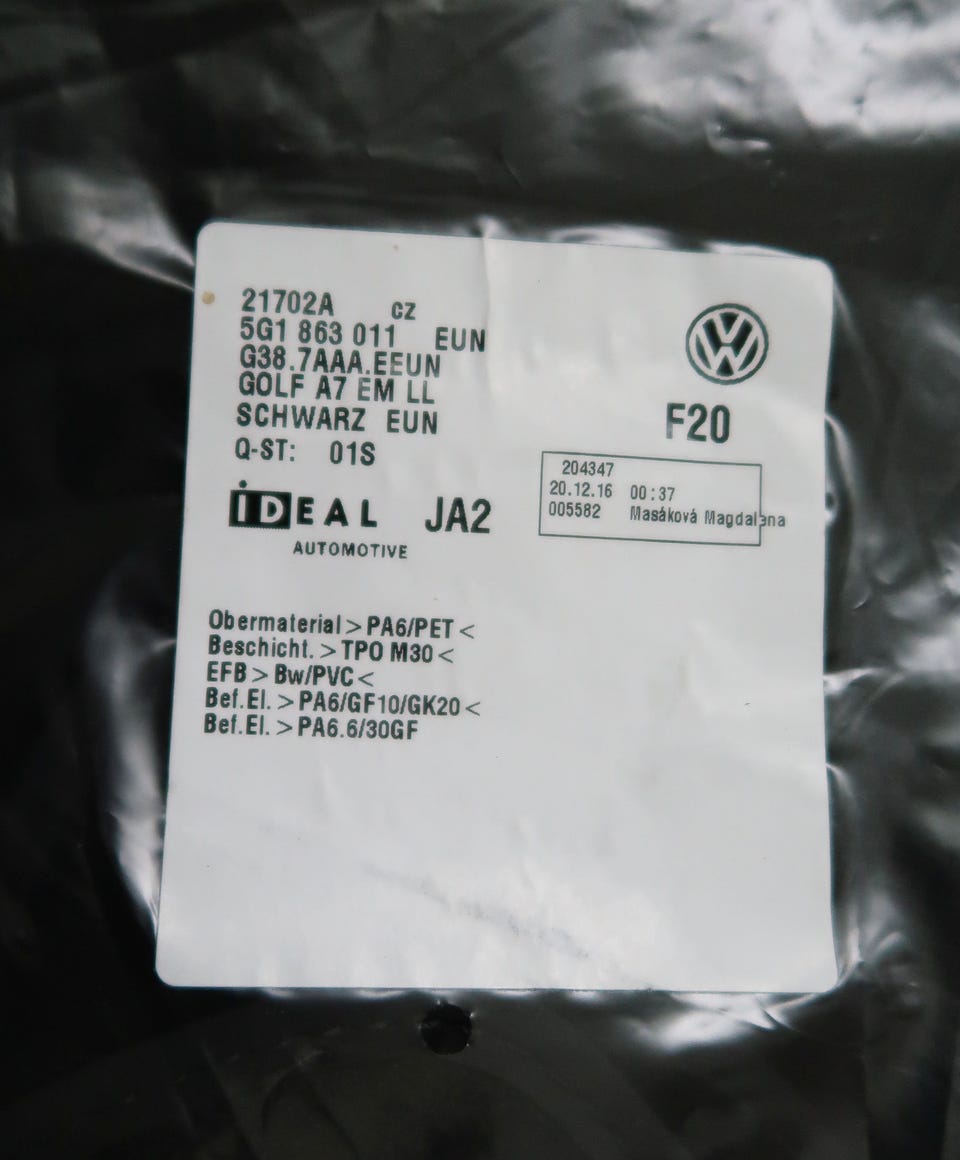 21702A CZ
5G1 863 011 EUN
G38.7AAA.EEUN
GOLF A7 EM LL
SCHWARZ EUN
Q-ST: 01S
IDEAL JA2
AUTOMOTIVE
F20
204347
20.12.16 00:37
005582 Masáková Magdalena
Obermaterial > PA6/PET <
Beschicht. > TPO M30 <
EFB > Bw/PVC <
Bef.El. > PA6/GF10/GK20 <
Bef.El. > PA6.6/30GF